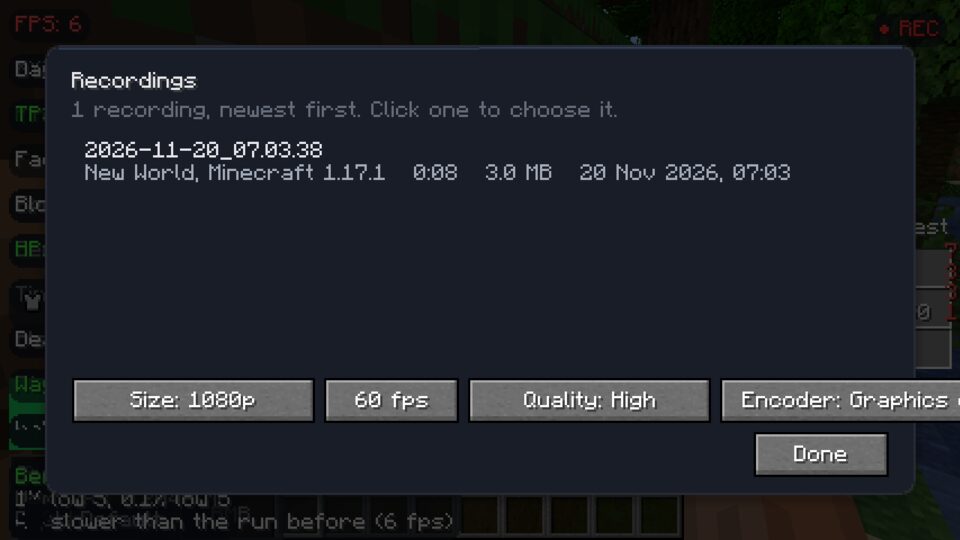 FPS: 6
REC
Recordings
1 recording, newest first. Click one to choose it.
2026-11-20_07.03.38
New World, Minecraft 1.17.1 0:08 3.0 MB 20 Nov 2026, 07:03
Size: 1080p
60 fps
Quality: High
Encoder: Graphics
Done
slower than the run before (6 fps)